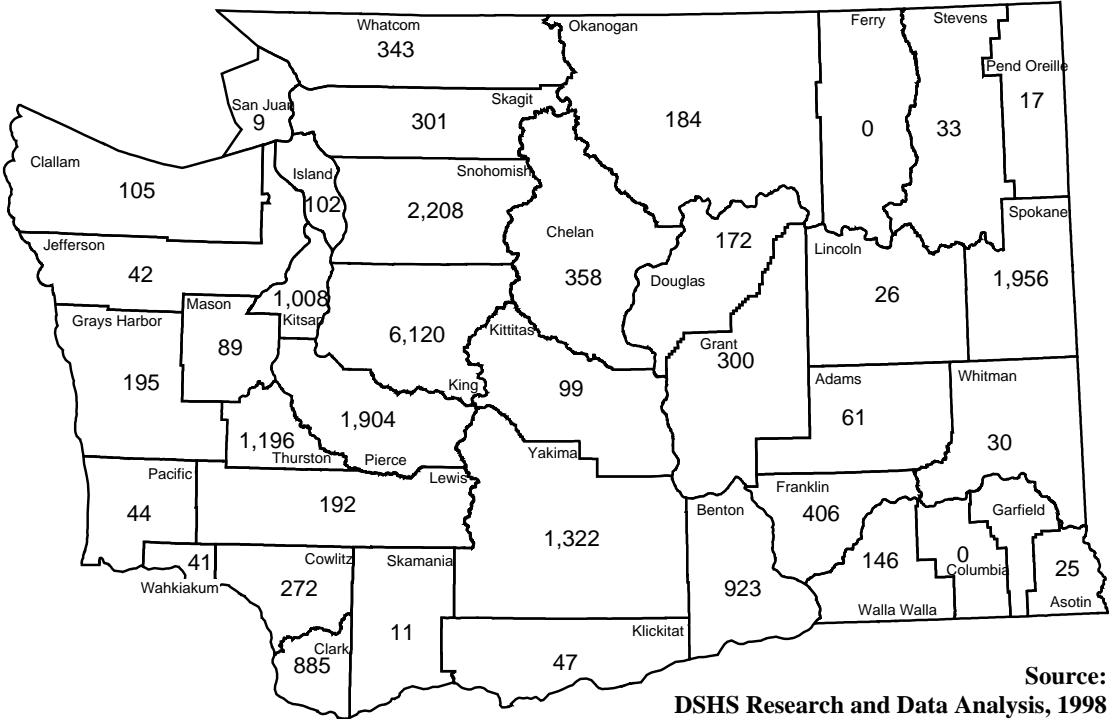 Whatcom
343
Okanogan
184
Ferry
0
Stevens
33
Pend Oreille
17
San Juan
9
Skagit
301
Clallam
105
Island
102
Snohomish
2,208
Chelan
358
172
Douglas
Lincoln
26
Spokane
1,956
Jefferson
42
1,008
Kitsap
6,120
King
Kittitas
99
Grant
300
Mason
89
Grays Harbor
195
Adams
61
Whitman
30
1,196
Thurston
1,904
Pierce
Yakima
1,322
Pacific
44
Lewis
192
Benton
923
Franklin
406
Garfield
146
Walla Walla
0
Columbia
25
Asotin
41
Wahkiakum
Cowlitz
272
Skamania
11
Clark
885
Klickitat
47
Source:
DSHS Research and Data Analysis, 1998